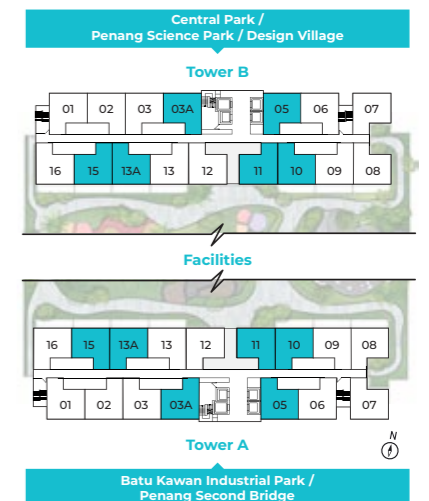 Central Park /
Penang Science Park / Design Village
Tower B
01 02 03 03A 05 06 07
16 15 13A 13 12 11 10 09 08
Facilities
16 15 13A 13 12 11 10 09 08
01 02 03 03A 05 06 07
Tower A
N
Batu Kawan Industrial Park /
Penang Second Bridge